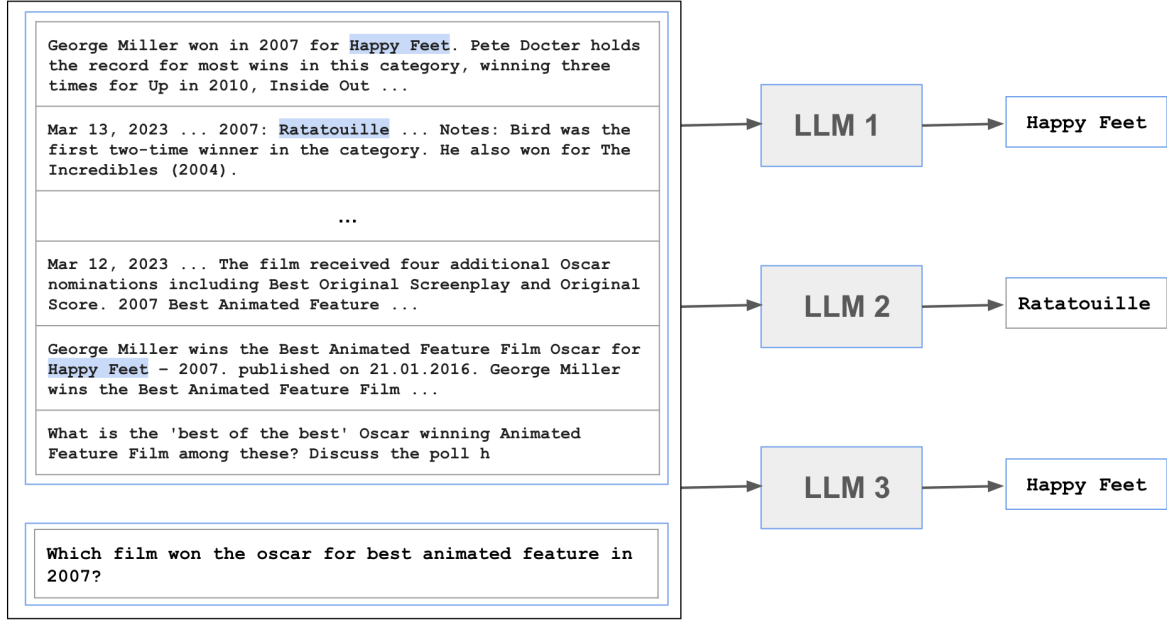 George Miller won in 2007 for Happy Feet. Pete Docter holds
the record for most wins in this category, winning three
times for Up in 2010, Inside Out ...
Mar 13, 2023 ... 2007: Ratatouille ... Notes: Bird was the
first two-time winner in the category. He also won for The
Incredibles (2004).
...
Mar 12, 2023 ... The film received four additional Oscar
nominations including Best Original Screenplay and Original
Score. 2007 Best Animated Feature ...
George Miller wins the Best Animated Feature Film Oscar for
Happy Feet – 2007. published on 21.01.2016. George Miller
wins the Best Animated Feature Film ...
What is the 'best of the best' Oscar winning Animated
Feature Film among these? Discuss the poll h
Which film won the oscar for best animated feature in
2007?
LLM 1
Happy Feet
LLM 2
Ratatouille
LLM 3
Happy Feet